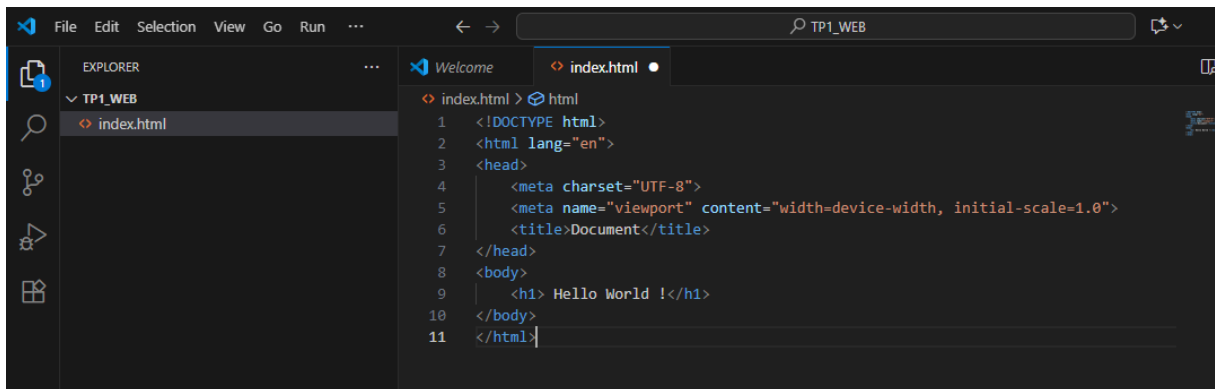 File Edit Selection View Go Run ···
TP1_WEB
EXPLORER ···
Welcome
index.html
TP1_WEB
index.html
1
index.html > html
1 <!DOCTYPE html>
2 <html lang="en">
3 <head>
4 <meta charset="UTF-8">
5 <meta name="viewport" content="width=device-width, initial-scale=1.0">
6 <title>Document</title>
7 </head>
8 <body>
9 <h1> Hello World !</h1>
10 </body>
11 </html>